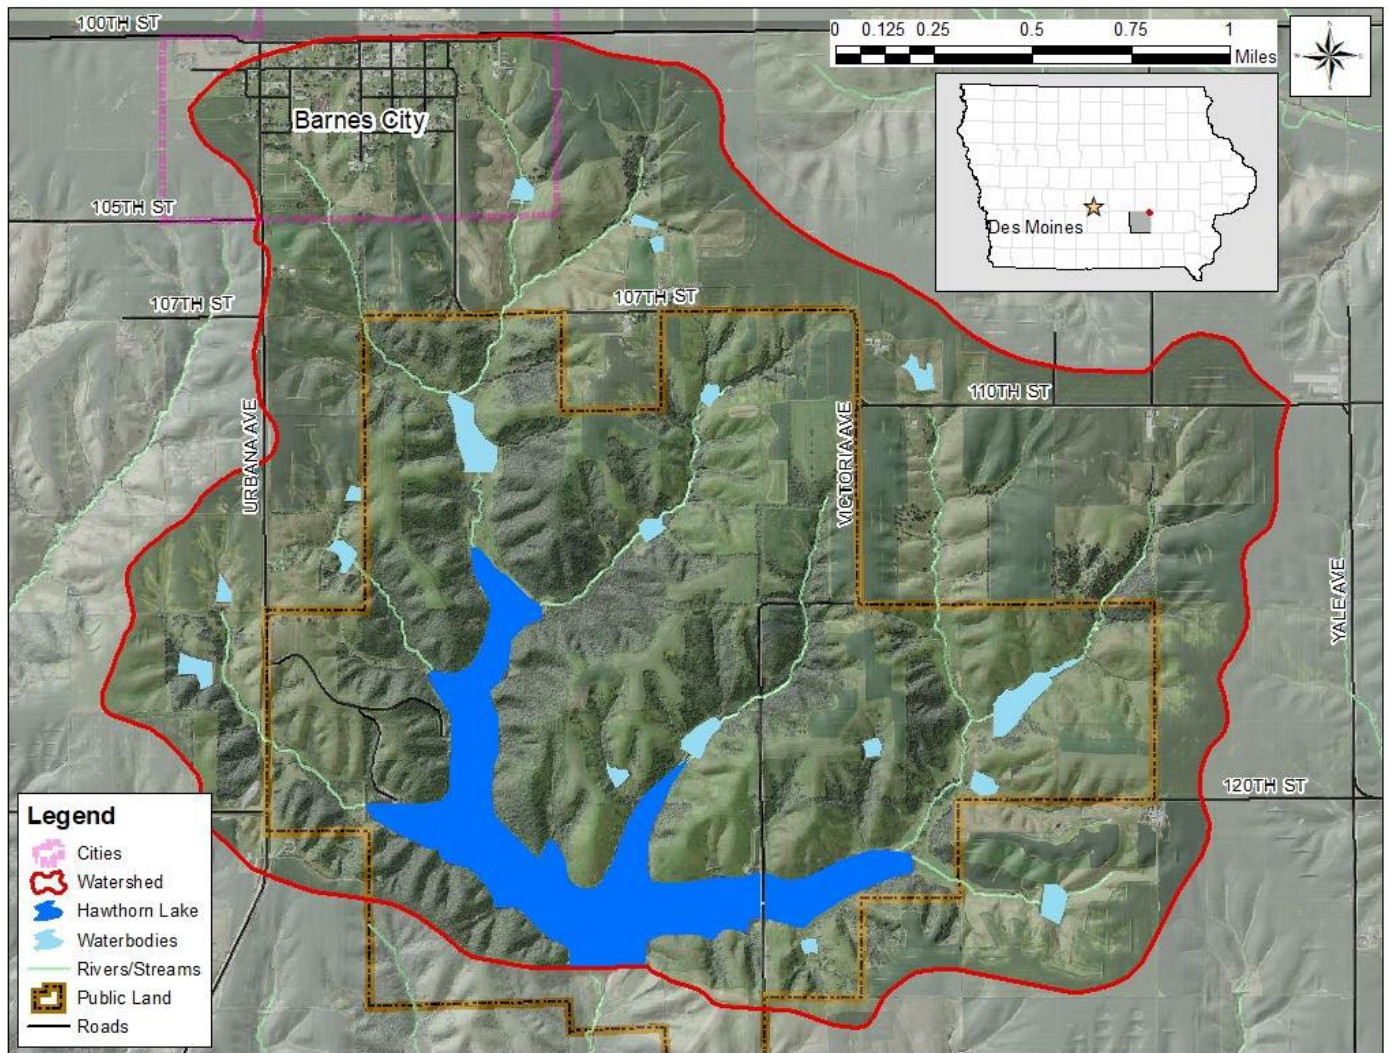 100TH ST
0 0.125 0.25 0.5 0.75 1
Miles
N
W E
S
Barnes City
105TH ST
Des Moines
107TH ST
107TH ST
110TH ST
URBANA AVE
VICTORIA AVE
YALE AVE
120TH ST
Legend
Cities
Watershed
Hawthorn Lake
Waterbodies
Rivers/Streams
Public Land
Roads